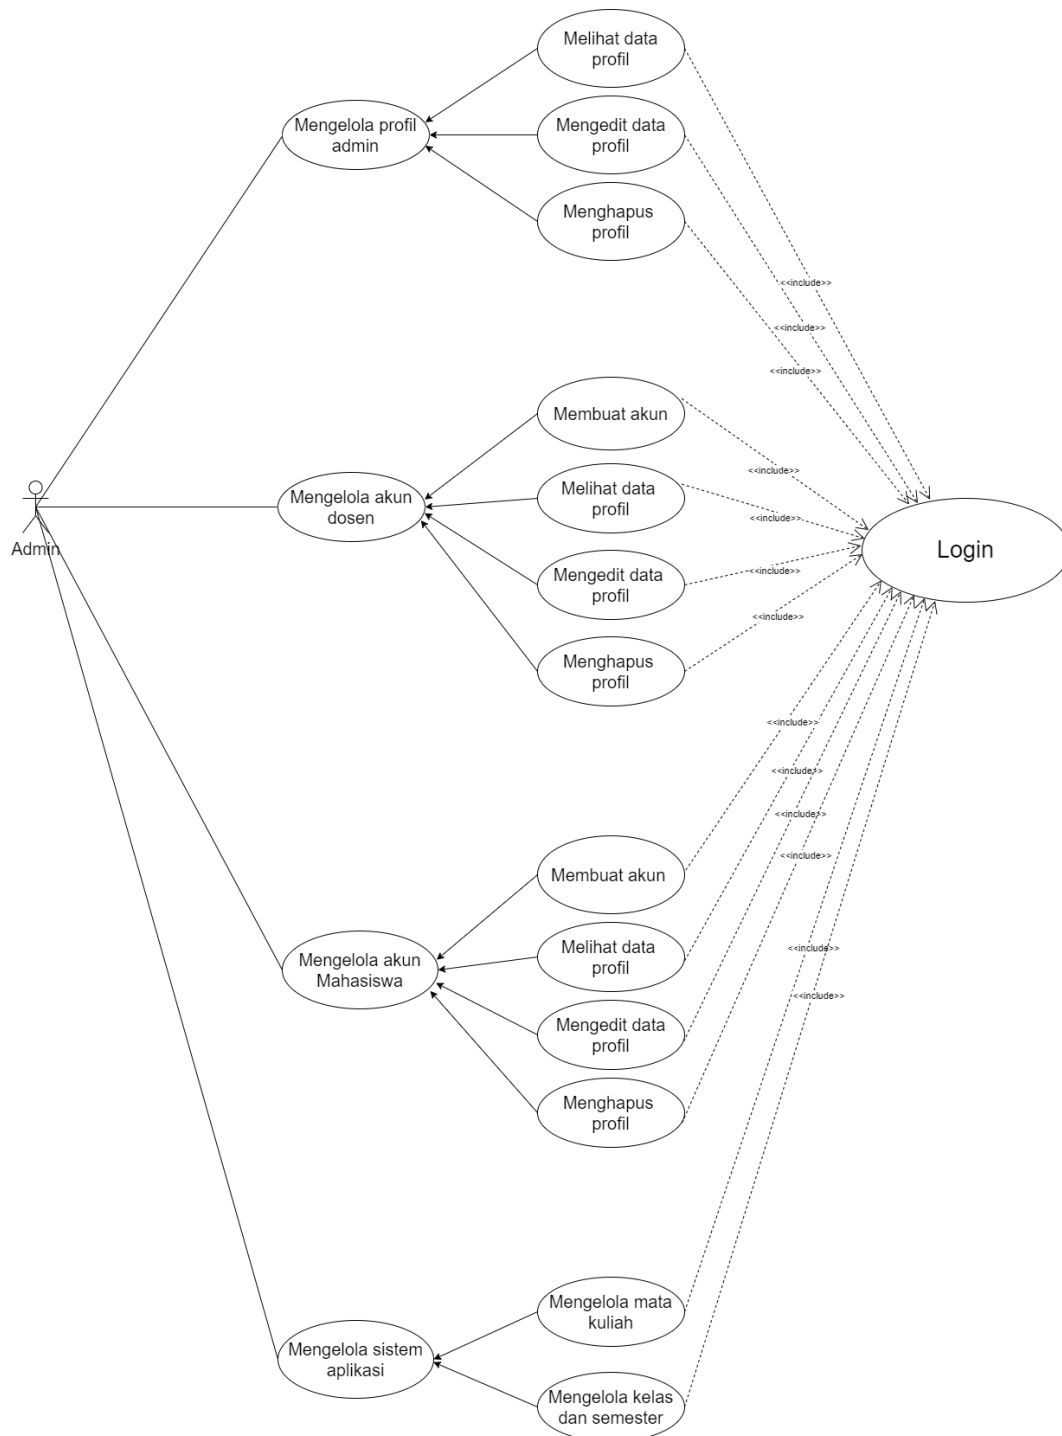 Melihat data
profil
Mengelola profil
admin
Mengedit data
profil
Menghapus
profil
<<include>>
<<include>>
<<include>>
Membuat akun
<<include>>
Admin
Mengelola akun
dosen
Melihat data
profil
<<include>>
Login
Mengedit data
profil
<<include>>
Menghapus
profil
<<include>>
<<include>>
<<include>>
<<include>>
<<include>>
Membuat akun
Mengelola akun
Mahasiswa
Melihat data
profil
<<include>>
<<include>>
Mengedit data
profil
Menghapus
profil
Mengelola mata
kuliah
Mengelola sistem
aplikasi
Mengelola kelas
dan semester